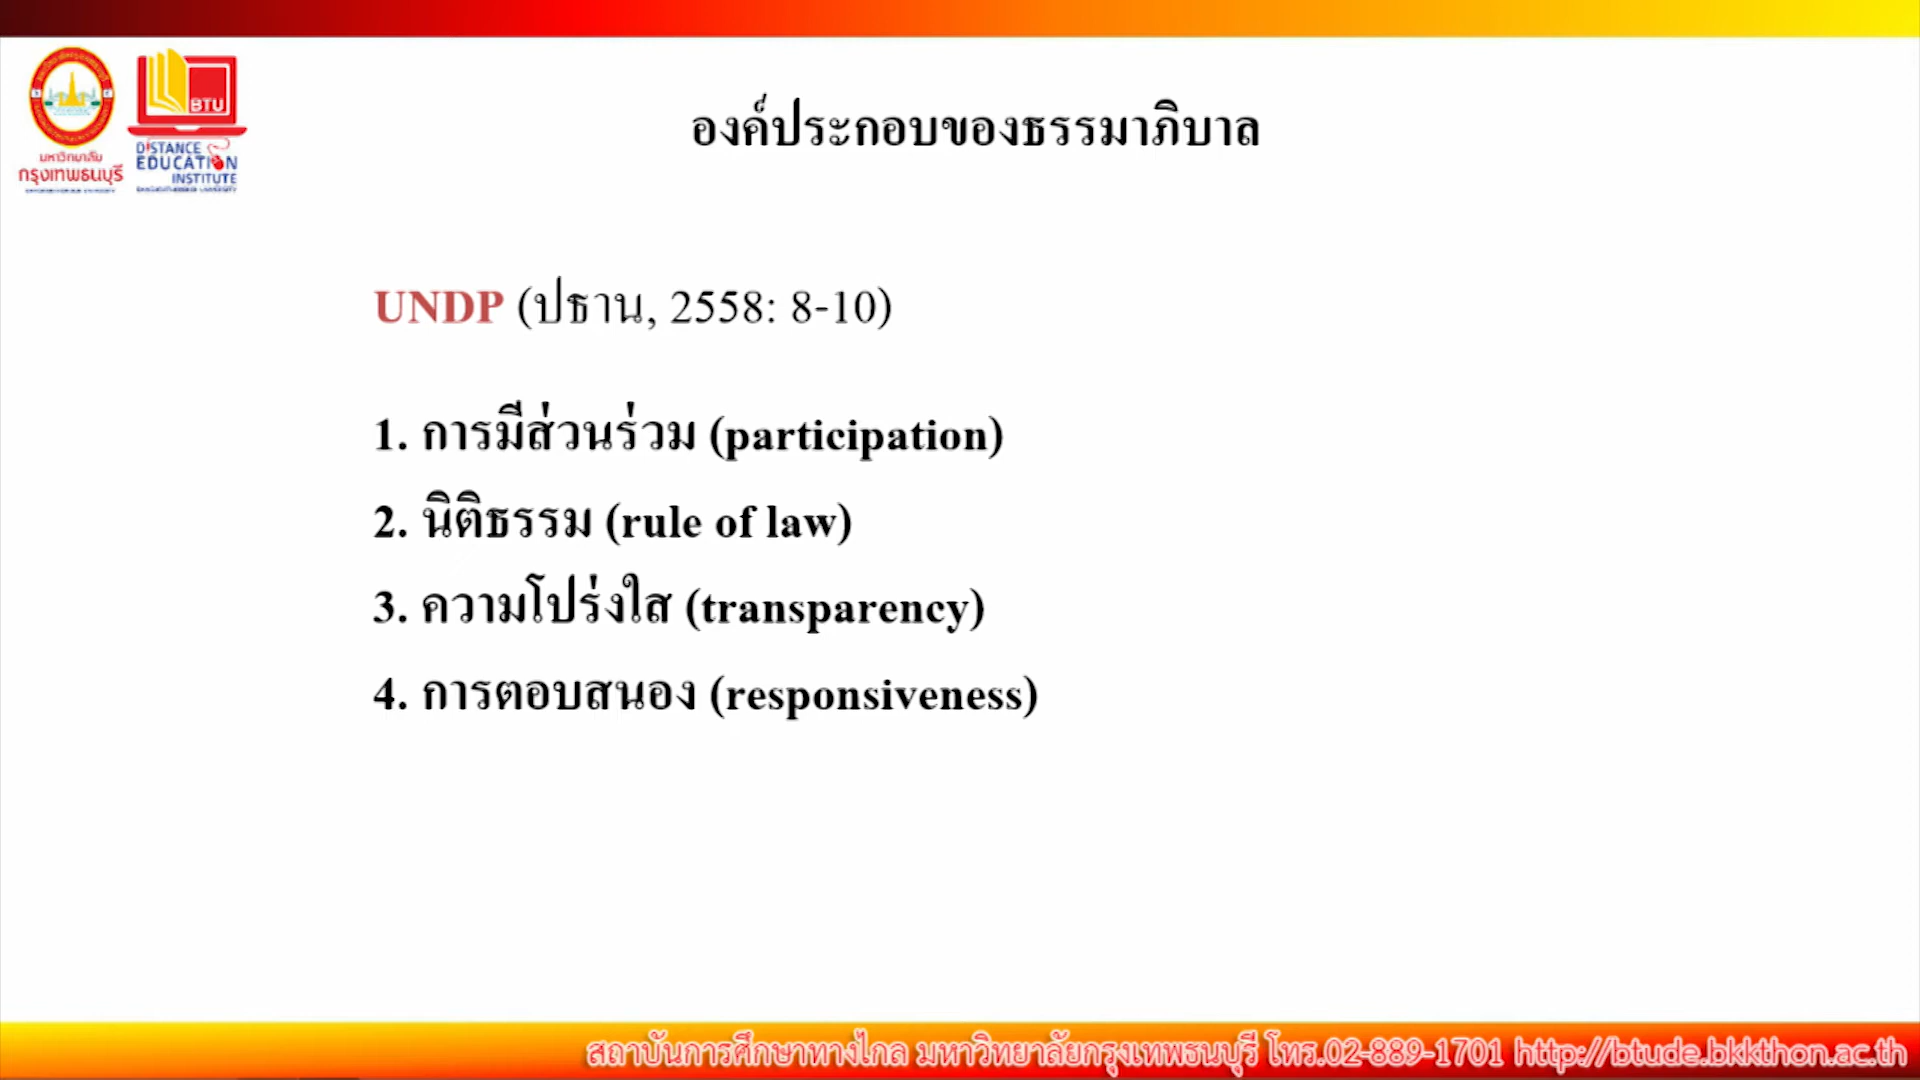 องค์ประกอบของธรรมาภิบาล
มหาวิทยาลัย
กรุงเทพธนบุรี
BTU
DISTANCE
EDUCATION
INSTITUTE
UNDP (ปธาน, 2558: 8-10)
1. การมีส่วนร่วม (participation)
2. นิติธรรม (rule of law)
3. ความโปร่งใส (transparency)
4. การตอบสนอง (responsiveness)
สถาบันการศึกษาทางไกล มหาวิทยาลัยกรุงเทพธนบุรี โทร.02-889-1701 http://btude.bkkthon.ac.th